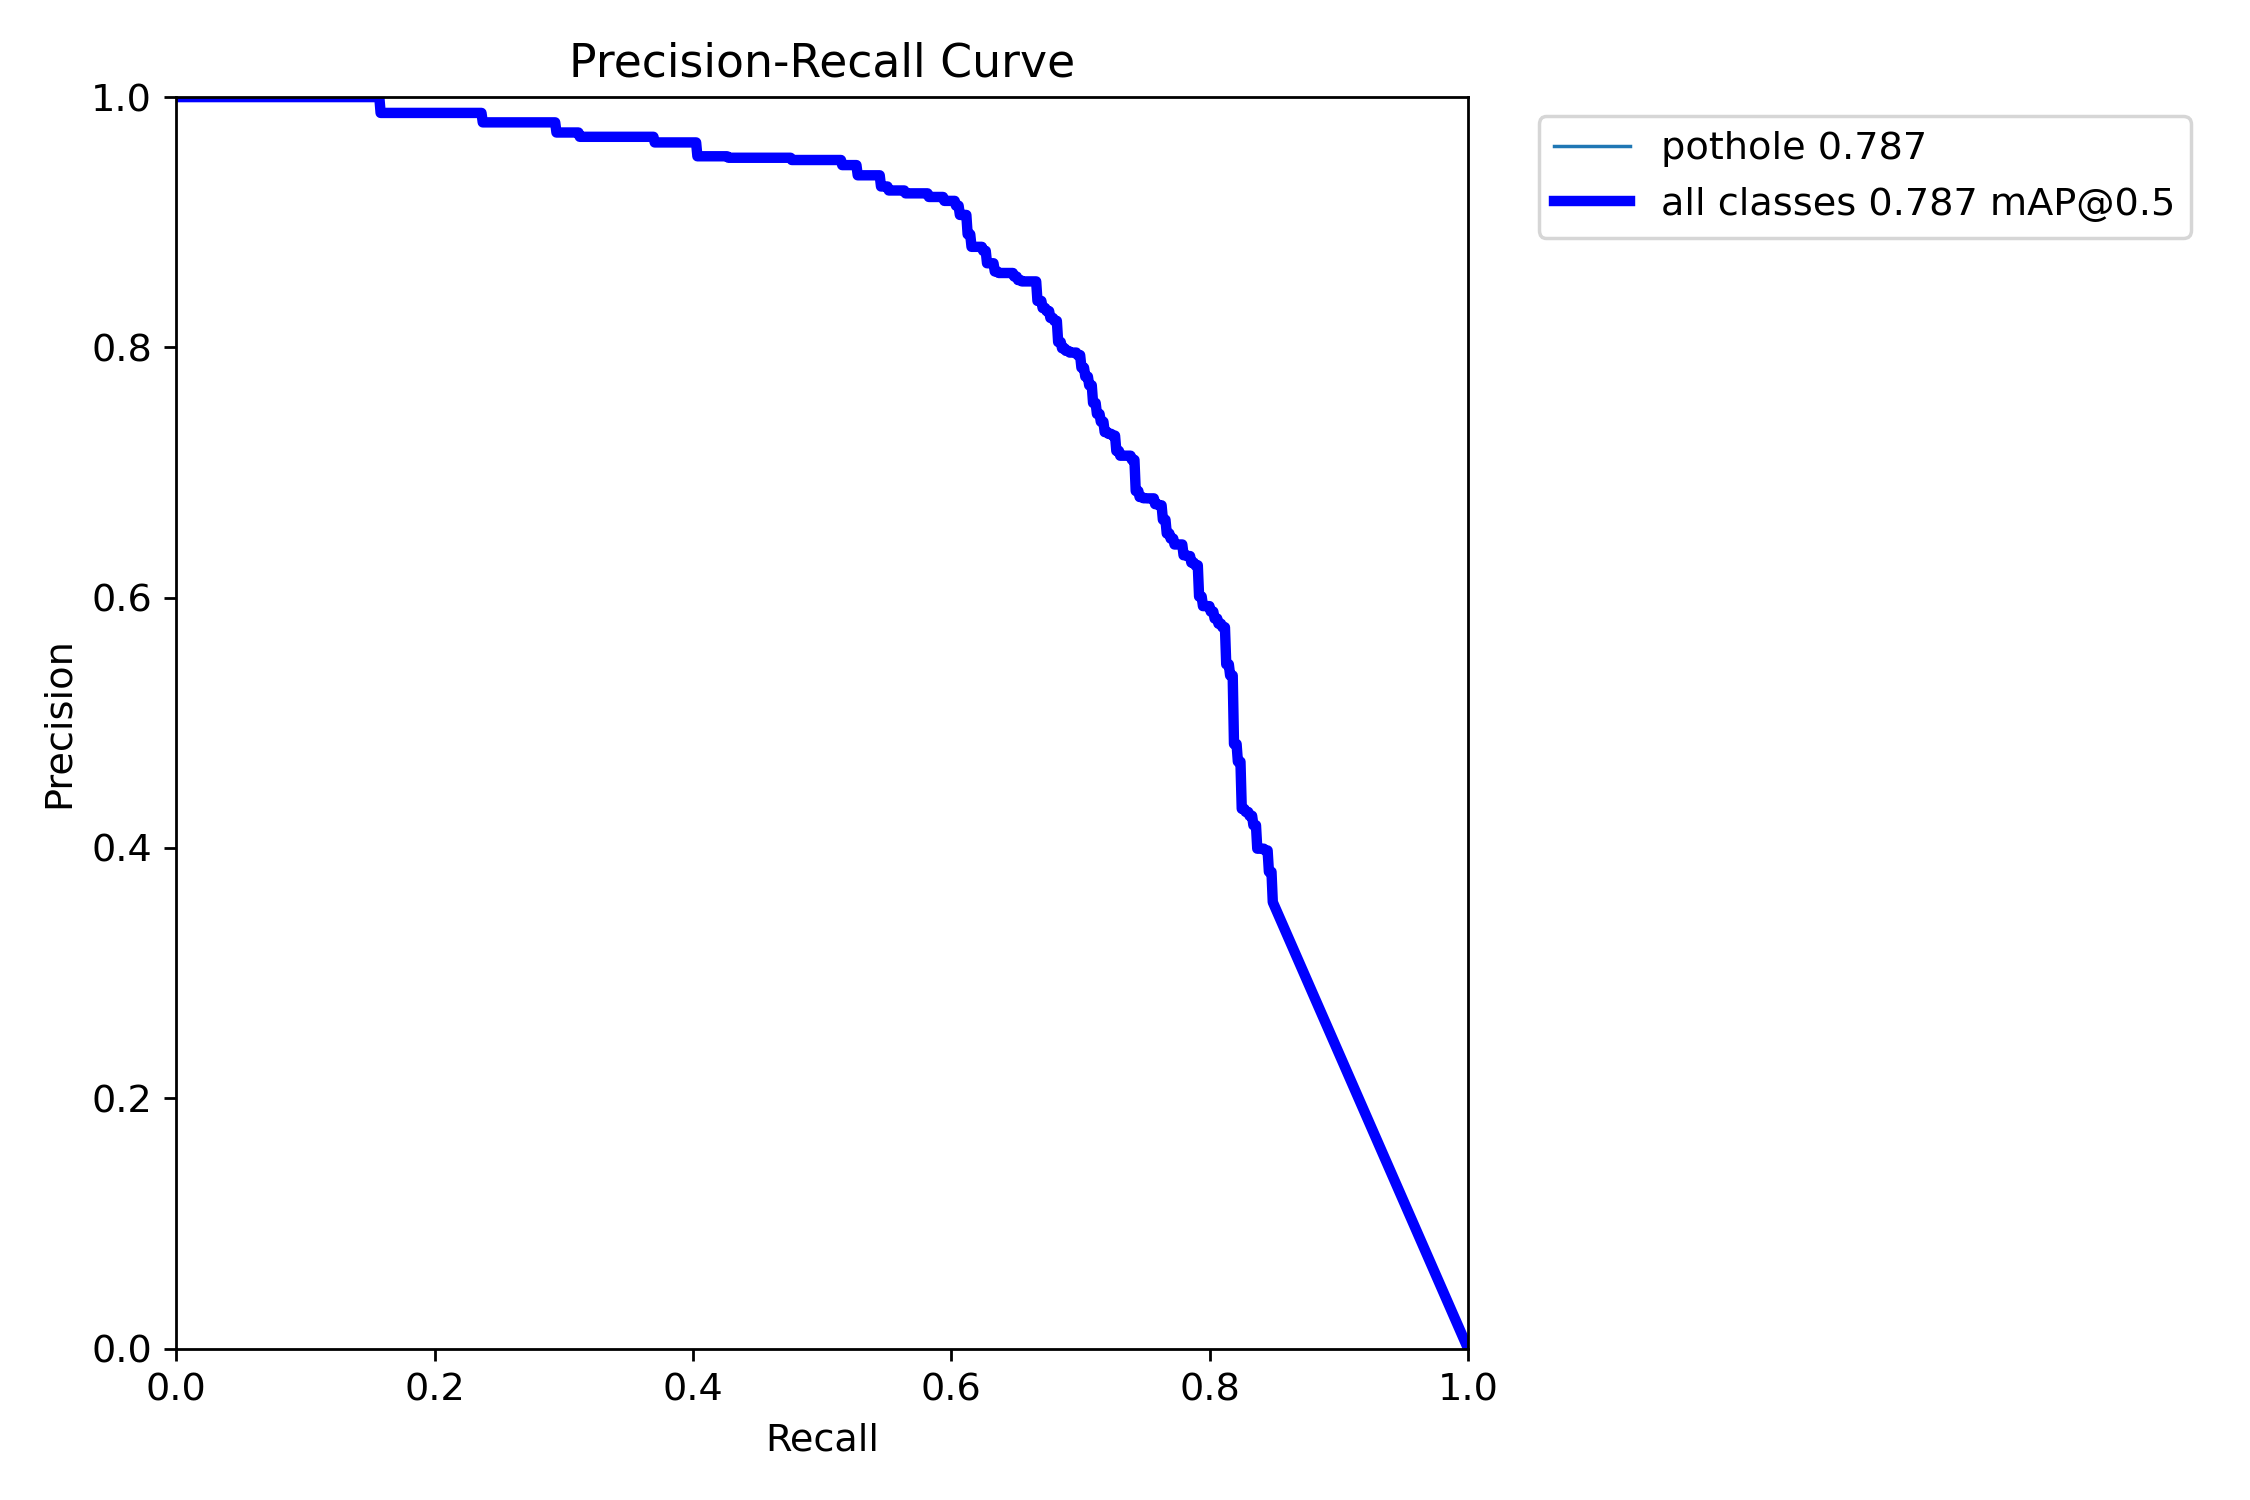 Precision-Recall Curve
pothole 0.787
all classes 0.787 mAP@0.5
Precision
1.0
0.8
0.6
0.4
0.2
0.0
0.0 0.2 0.4 0.6 0.8 1.0
Recall